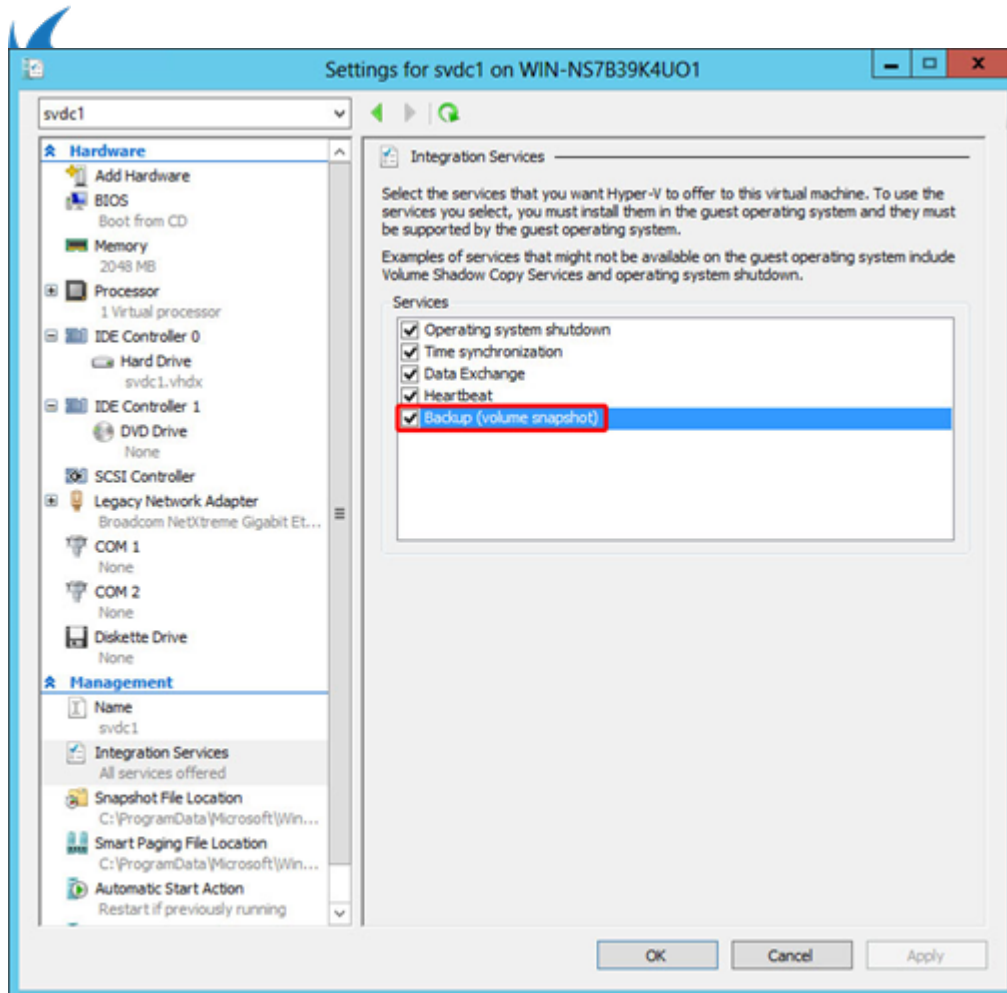 Settings for svdc1 on WIN-NS7B39K4UO1
svdc1
Hardware
Add Hardware
BIOS
Boot from CD
Memory
2048 MB
Processor
1 Virtual processor
IDE Controller 0
Hard Drive
svdc1.vhdx
IDE Controller 1
DVD Drive
None
SCSI Controller
Legacy Network Adapter
Broadcom NetXtreme Gigabit Et...
COM 1
None
COM 2
None
Diskette Drive
None
Management
Name
svdc1
Integration Services
All services offered
Snapshot File Location
C:\ProgramData\Microsoft\Win...
Smart Paging File Location
C:\ProgramData\Microsoft\Win...
Automatic Start Action
Restart if previously running
Integration Services
Select the services that you want Hyper-V to offer to this virtual machine. To use the
services you select, you must install them in the guest operating system and they must
be supported by the guest operating system.
Examples of services that might not be available on the guest operating system include
Volume Shadow Copy Services and operating system shutdown.
Services
Operating system shutdown
Time synchronization
Data Exchange
Heartbeat
Backup (volume snapshot)
OK
Cancel
Apply